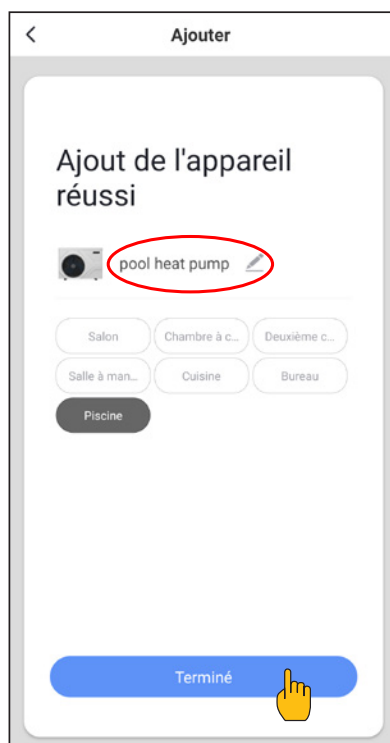 Ajouter
Ajout de l'appareil
réussi
pool heat pump
Salon
Chambre à c...
Deuxième c...
Salle à man...
Cuisine
Bureau
Piscine
Terminé